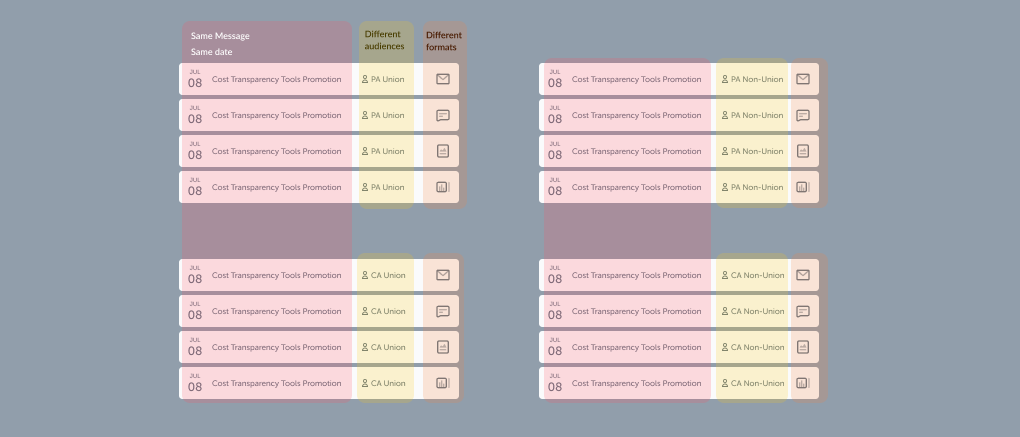 Same Message
Same date
Different
audiences
Different
formats
JUL
08 Cost Transparency Tools Promotion PA Union
JUL
08 Cost Transparency Tools Promotion PA Union
JUL
08 Cost Transparency Tools Promotion PA Union
JUL
08 Cost Transparency Tools Promotion PA Union
JUL
08 Cost Transparency Tools Promotion PA Non-Union
JUL
08 Cost Transparency Tools Promotion PA Non-Union
JUL
08 Cost Transparency Tools Promotion PA Non-Union
JUL
08 Cost Transparency Tools Promotion PA Non-Union
JUL
08 Cost Transparency Tools Promotion CA Union
JUL
08 Cost Transparency Tools Promotion CA Union
JUL
08 Cost Transparency Tools Promotion CA Union
JUL
08 Cost Transparency Tools Promotion CA Union
JUL
08 Cost Transparency Tools Promotion CA Non-Union
JUL
08 Cost Transparency Tools Promotion CA Non-Union
JUL
08 Cost Transparency Tools Promotion CA Non-Union
JUL
08 Cost Transparency Tools Promotion CA Non-Union